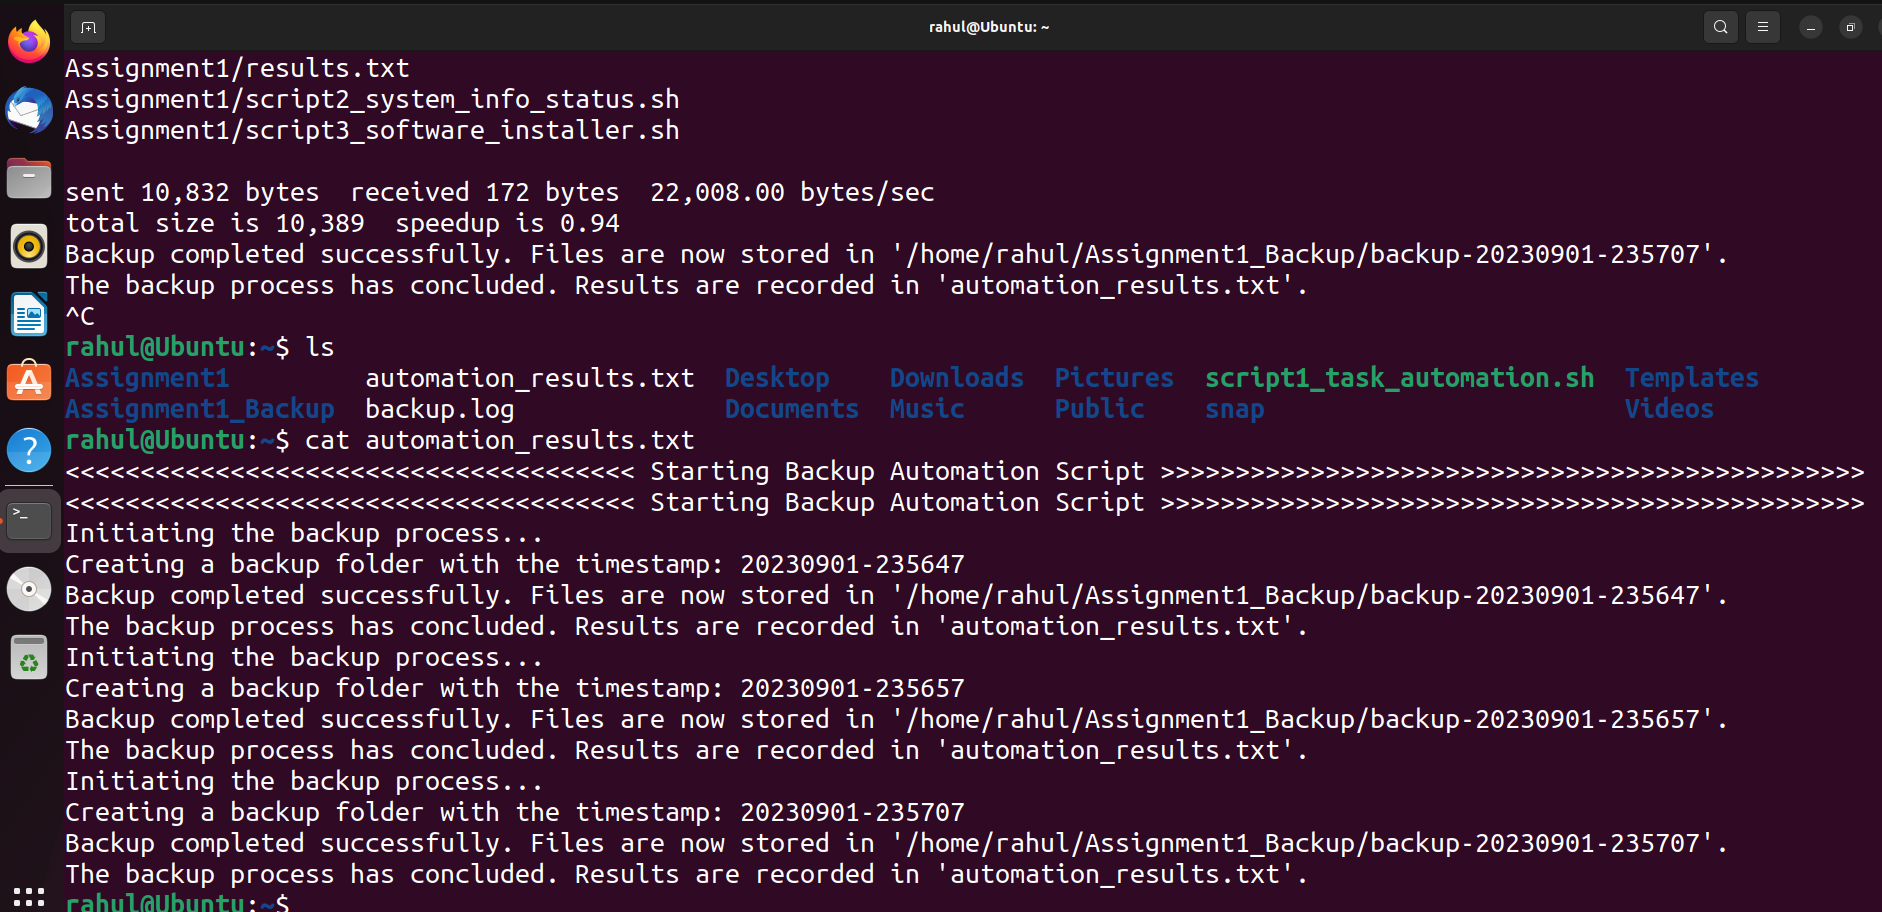 rahul@Ubuntu: ~
Assignment1/results.txt
Assignment1/script2_system_info_status.sh
Assignment1/script3_software_installer.sh
sent 10,832 bytes  received 172 bytes  22,008.00 bytes/sec
total size is 10,389  speedup is 0.94
Backup completed successfully. Files are now stored in '/home/rahul/Assignment1_Backup/backup-20230901-235707'.
The backup process has concluded. Results are recorded in 'automation_results.txt'.
^C
rahul@Ubuntu:~$ ls
Assignment1         automation_results.txt  Desktop    Downloads  Pictures  script1_task_automation.sh  Templates
Assignment1_Backup  backup.log              Documents  Music      Public    snap                        Videos
rahul@Ubuntu:~$ cat automation_results.txt
<<<<<<<<<<<<<<<<<<<<<<<<<<<<<<<<<<<<<< Starting Backup Automation Script >>>>>>>>>>>>>>>>>>>>>>>>>>>>>>>>>>>>>>>>>>>>>>>
<<<<<<<<<<<<<<<<<<<<<<<<<<<<<<<<<<<<<< Starting Backup Automation Script >>>>>>>>>>>>>>>>>>>>>>>>>>>>>>>>>>>>>>>>>>>>>>>
Initiating the backup process...
Creating a backup folder with the timestamp: 20230901-235647
Backup completed successfully. Files are now stored in '/home/rahul/Assignment1_Backup/backup-20230901-235647'.
The backup process has concluded. Results are recorded in 'automation_results.txt'.
Initiating the backup process...
Creating a backup folder with the timestamp: 20230901-235657
Backup completed successfully. Files are now stored in '/home/rahul/Assignment1_Backup/backup-20230901-235657'.
The backup process has concluded. Results are recorded in 'automation_results.txt'.
Initiating the backup process...
Creating a backup folder with the timestamp: 20230901-235707
Backup completed successfully. Files are now stored in '/home/rahul/Assignment1_Backup/backup-20230901-235707'.
The backup process has concluded. Results are recorded in 'automation_results.txt'.
rahul@Ubuntu:~$